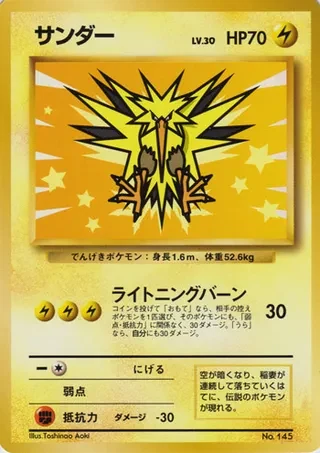 サンダー LV.30 HP70
でんげきポケモン：身長1.6m、体重52.6kg
ライトニングバーン 30
コインを投げて「おもて」なら、相手の控え
ポケモンを1匹選び、そのポケモンにも、「弱
点・抵抗力」に関係なく、30ダメージ。「うら」
なら、自分にも30ダメージ。
にげる
弱点
抵抗力 ダメージ -30
空が暗くなり、稲妻が
連続して落ちていくは
てに、伝説のポケモン
が現れる。
Illus.Toshinao Aoki
No.145